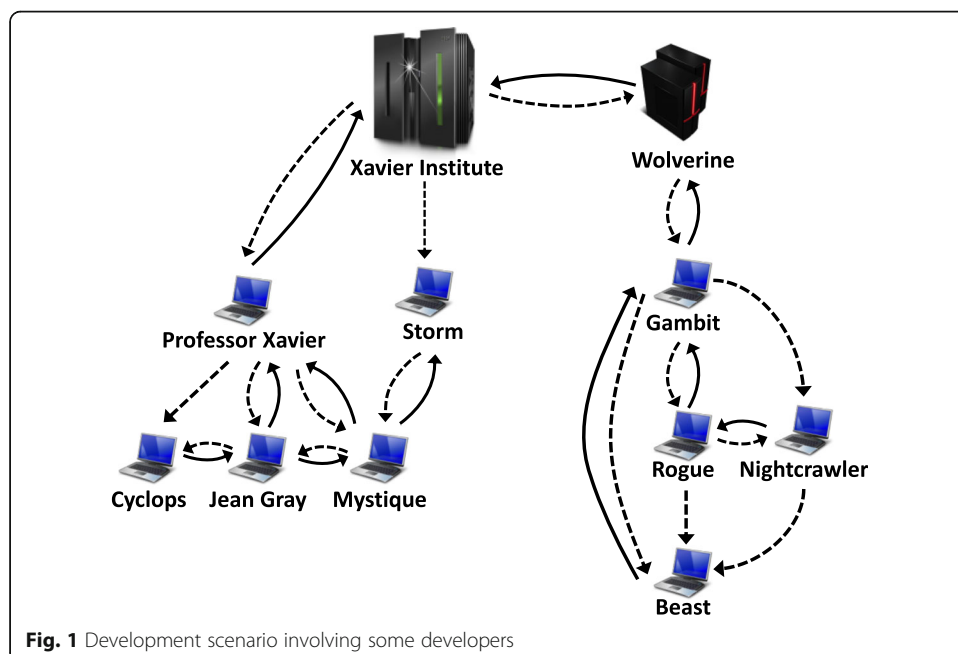 Xavier Institute
Wolverine
Professor Xavier
Storm
Gambit
Cyclops
Jean Gray
Mystique
Rogue
Nightcrawler
Beast
Fig. 1 Development scenario involving some developers